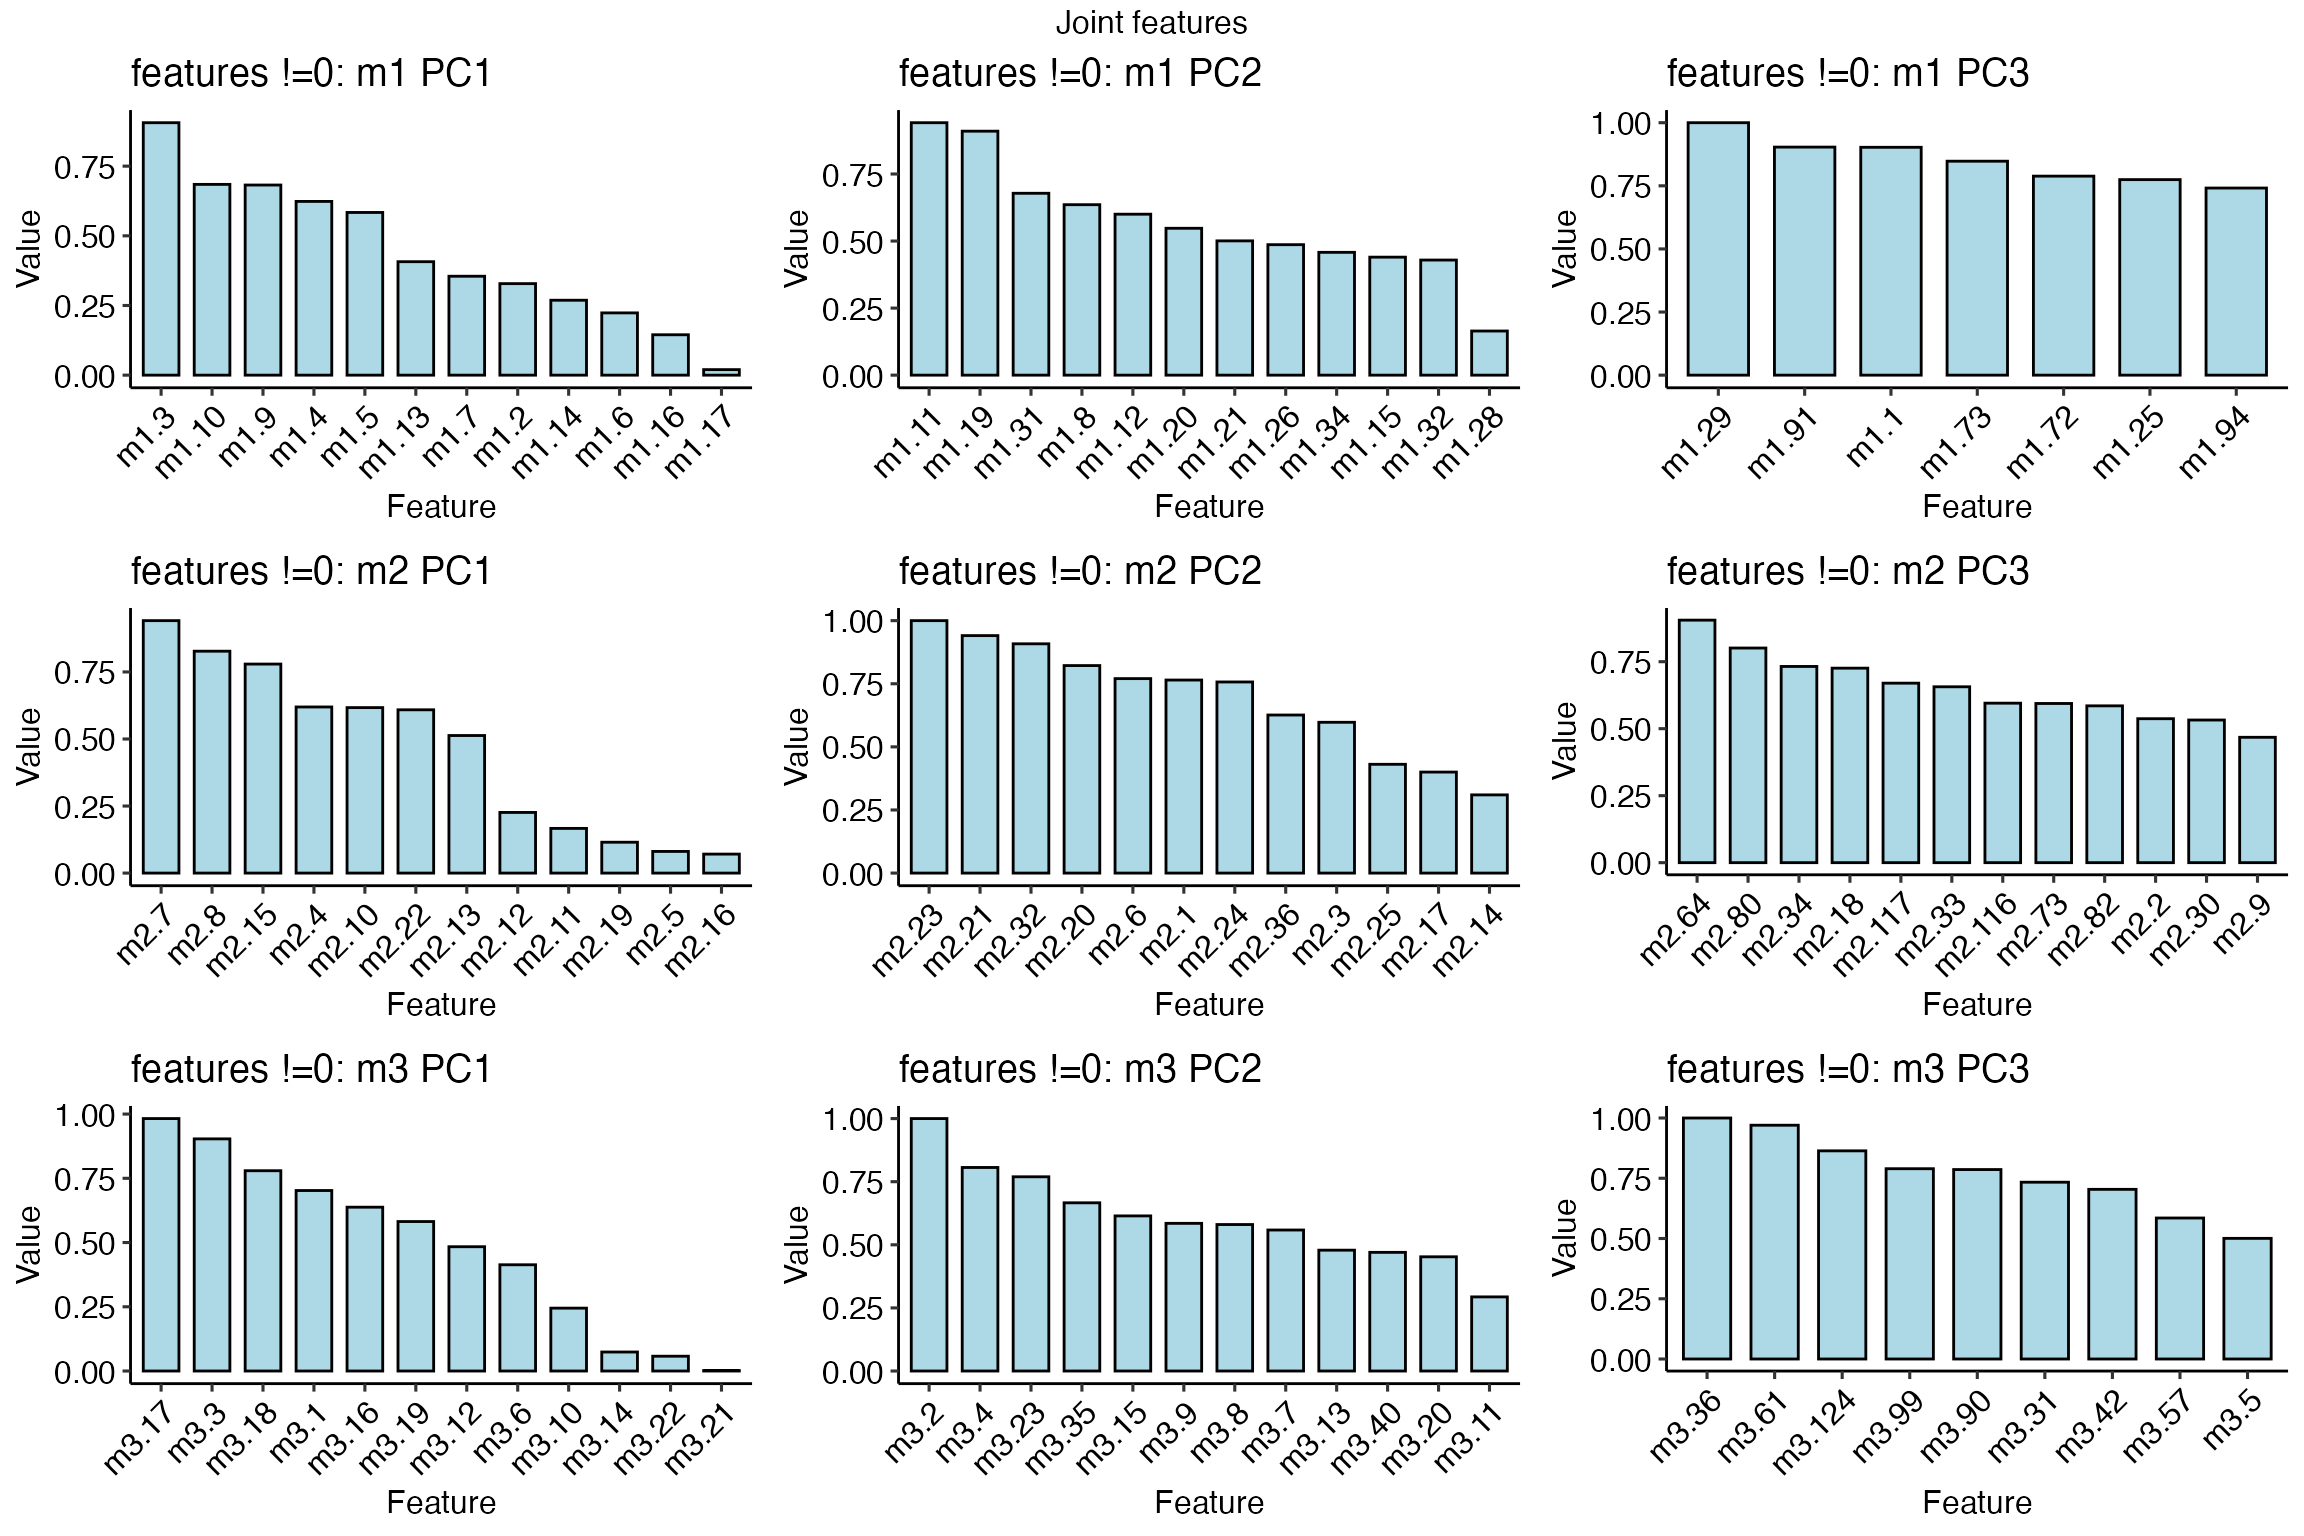 Joint features
features !=0: m1 PC1
Value
0.75
0.50
0.25
0.00
m1.3 m1.10 m1.9 m1.4 m1.5 m1.13 m1.7 m1.2 m1.14 m1.6 m1.16 m1.17
Feature
features !=0: m1 PC2
Value
0.75
0.50
0.25
0.00
m1.11 m1.19 m1.31 m1.8 m1.12 m1.20 m1.21 m1.26 m1.34 m1.15 m1.32 m1.28
Feature
features !=0: m1 PC3
Value
1.00
0.75
0.50
0.25
0.00
m1.29 m1.91 m1.1 m1.73 m1.72 m1.25 m1.94
Feature
features !=0: m2 PC1
Value
0.75
0.50
0.25
0.00
m2.7 m2.8 m2.15 m2.4 m2.10 m2.22 m2.13 m2.12 m2.11 m2.19 m2.5 m2.16
Feature
features !=0: m2 PC2
Value
1.00
0.75
0.50
0.25
0.00
m2.23 m2.21 m2.32 m2.20 m2.6 m2.1 m2.24 m2.36 m2.3 m2.25 m2.17 m2.14
Feature
features !=0: m2 PC3
Value
0.75
0.50
0.25
0.00
m2.64 m2.80 m2.34 m2.18 m2.117 m2.33 m2.116 m2.73 m2.82 m2.2 m2.30 m2.9
Feature
features !=0: m3 PC1
Value
1.00
0.75
0.50
0.25
0.00
m3.17 m3.3 m3.18 m3.1 m3.16 m3.19 m3.12 m3.6 m3.10 m3.14 m3.22 m3.21
Feature
features !=0: m3 PC2
Value
1.00
0.75
0.50
0.25
0.00
m3.2 m3.4 m3.23 m3.35 m3.15 m3.9 m3.8 m3.7 m3.13 m3.40 m3.20 m3.11
Feature
features !=0: m3 PC3
Value
1.00
0.75
0.50
0.25
0.00
m3.36 m3.61 m3.124 m3.99 m3.90 m3.31 m3.42 m3.57 m3.5
Feature